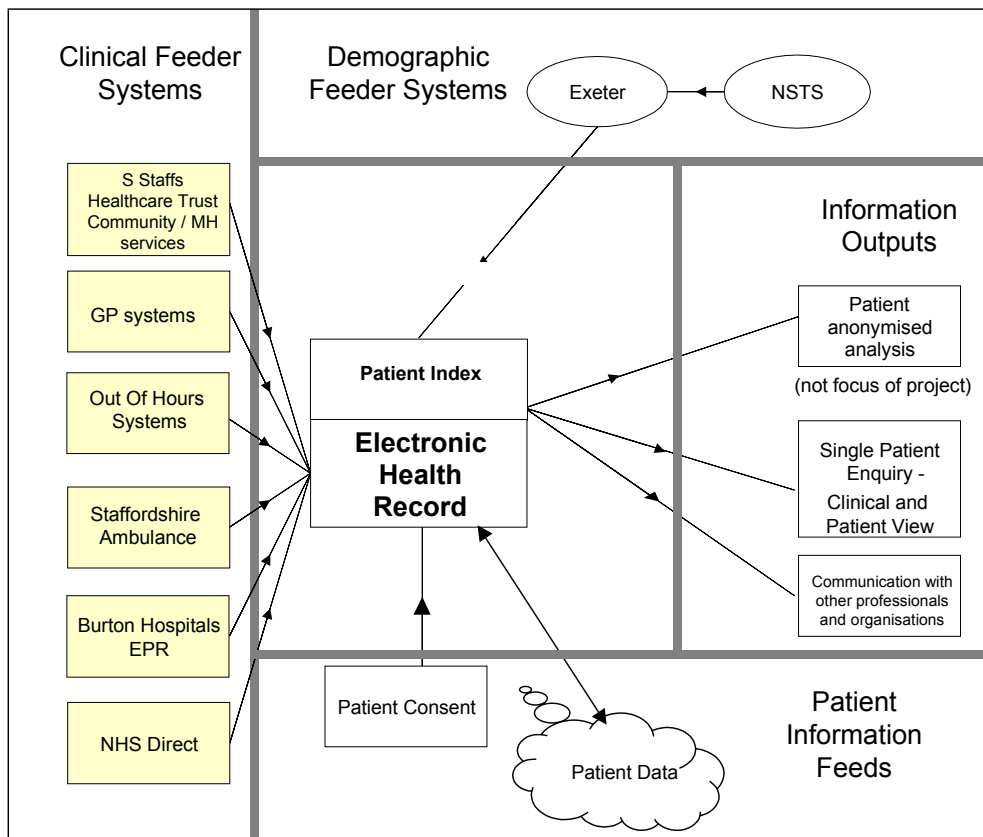 Clinical Feeder
Systems
S Staffs
Healthcare Trust
Community / MH
services
GP systems
Out Of Hours
Systems
Staffordshire
Ambulance
Burton Hospitals
EPR
NHS Direct
Demographic
Feeder Systems
Exeter
NSTS
Patient Index
Electronic
Health
Record
Information
Outputs
Patient
anonymised
analysis
(not focus of project)
Single Patient
Enquiry -
Clinical and
Patient View
Communication with
other professionals
and organisations
Patient Consent
Patient Data
Patient
Information
Feeds